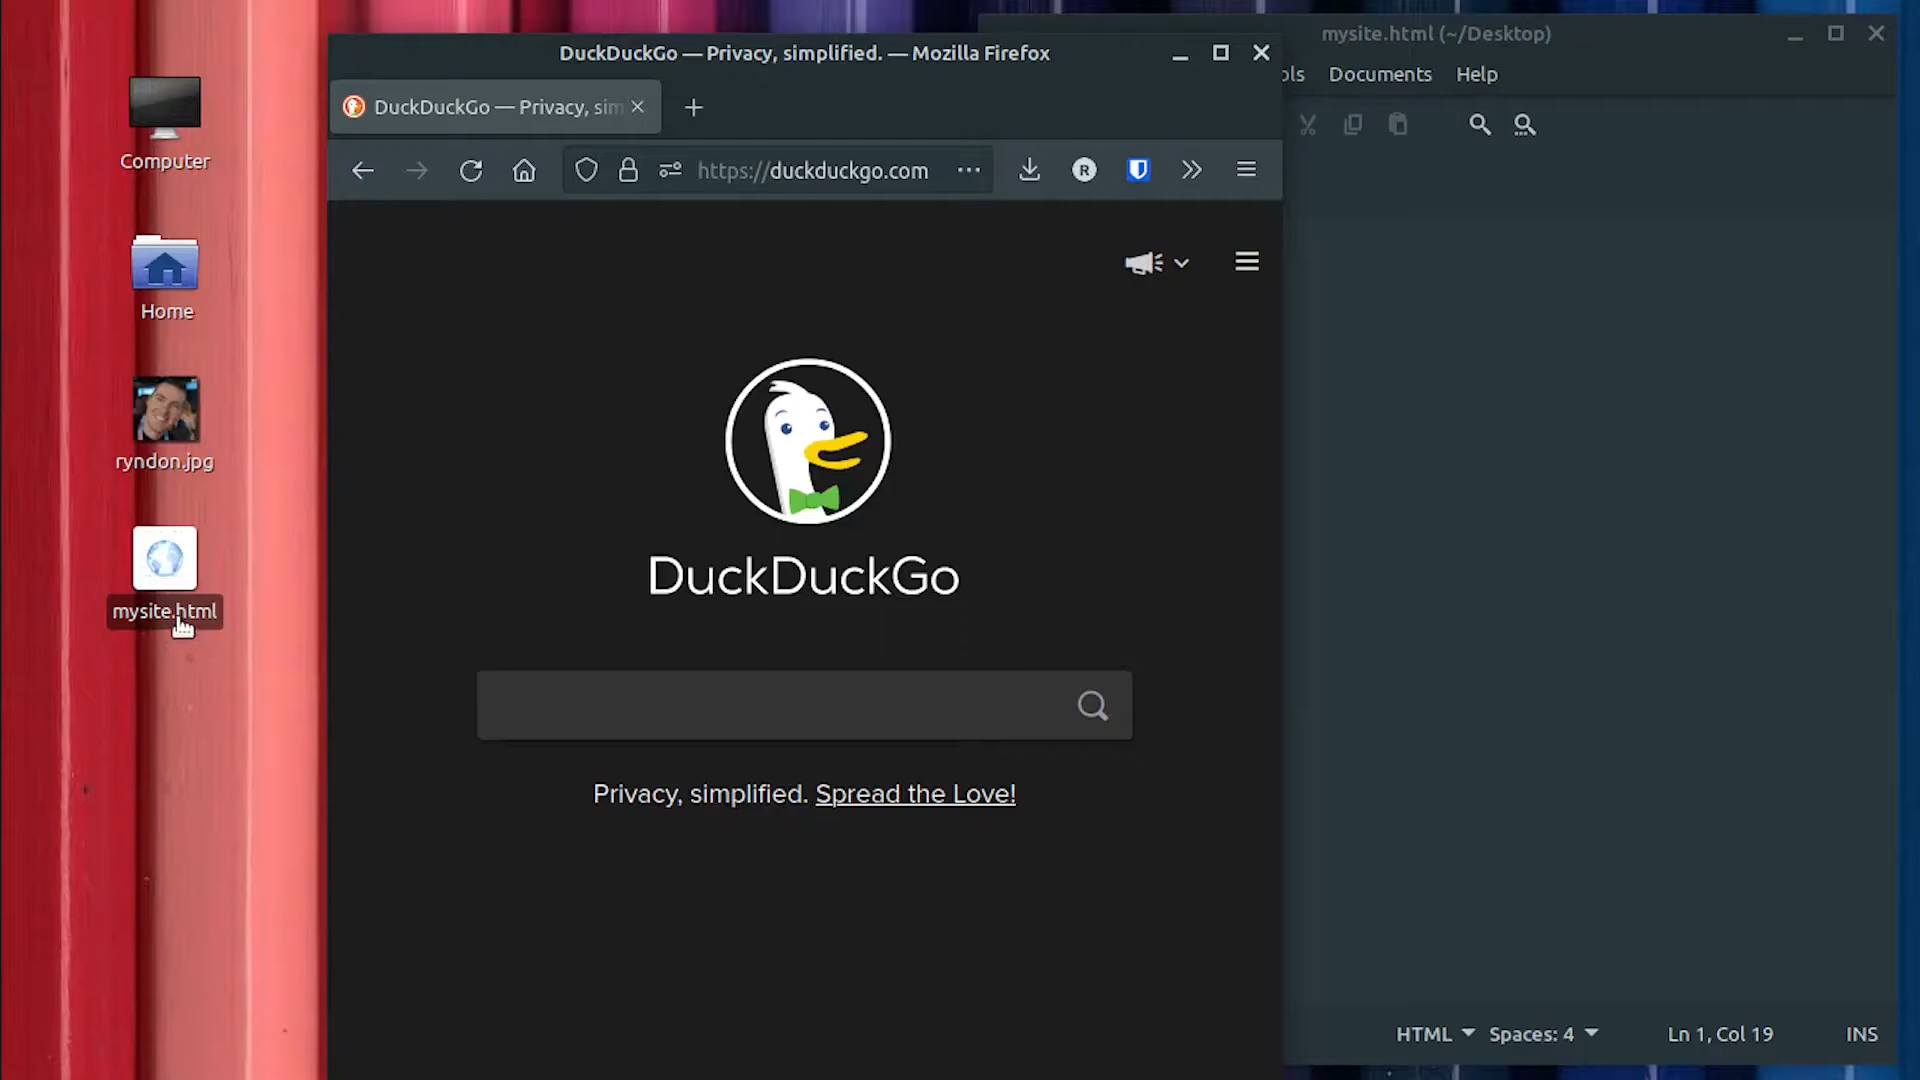 mysite.html (~/Desktop)
DuckDuckGo — Privacy, simplified. — Mozilla Firefox
ols Documents Help
DuckDuckGo — Privacy, sim
https://duckduckgo.com
R
Computer
Home
ryndon.jpg
mysite.html
DuckDuckGo
Privacy, simplified. Spread the Love!
HTML Spaces: 4 Ln 1, Col 19 INS